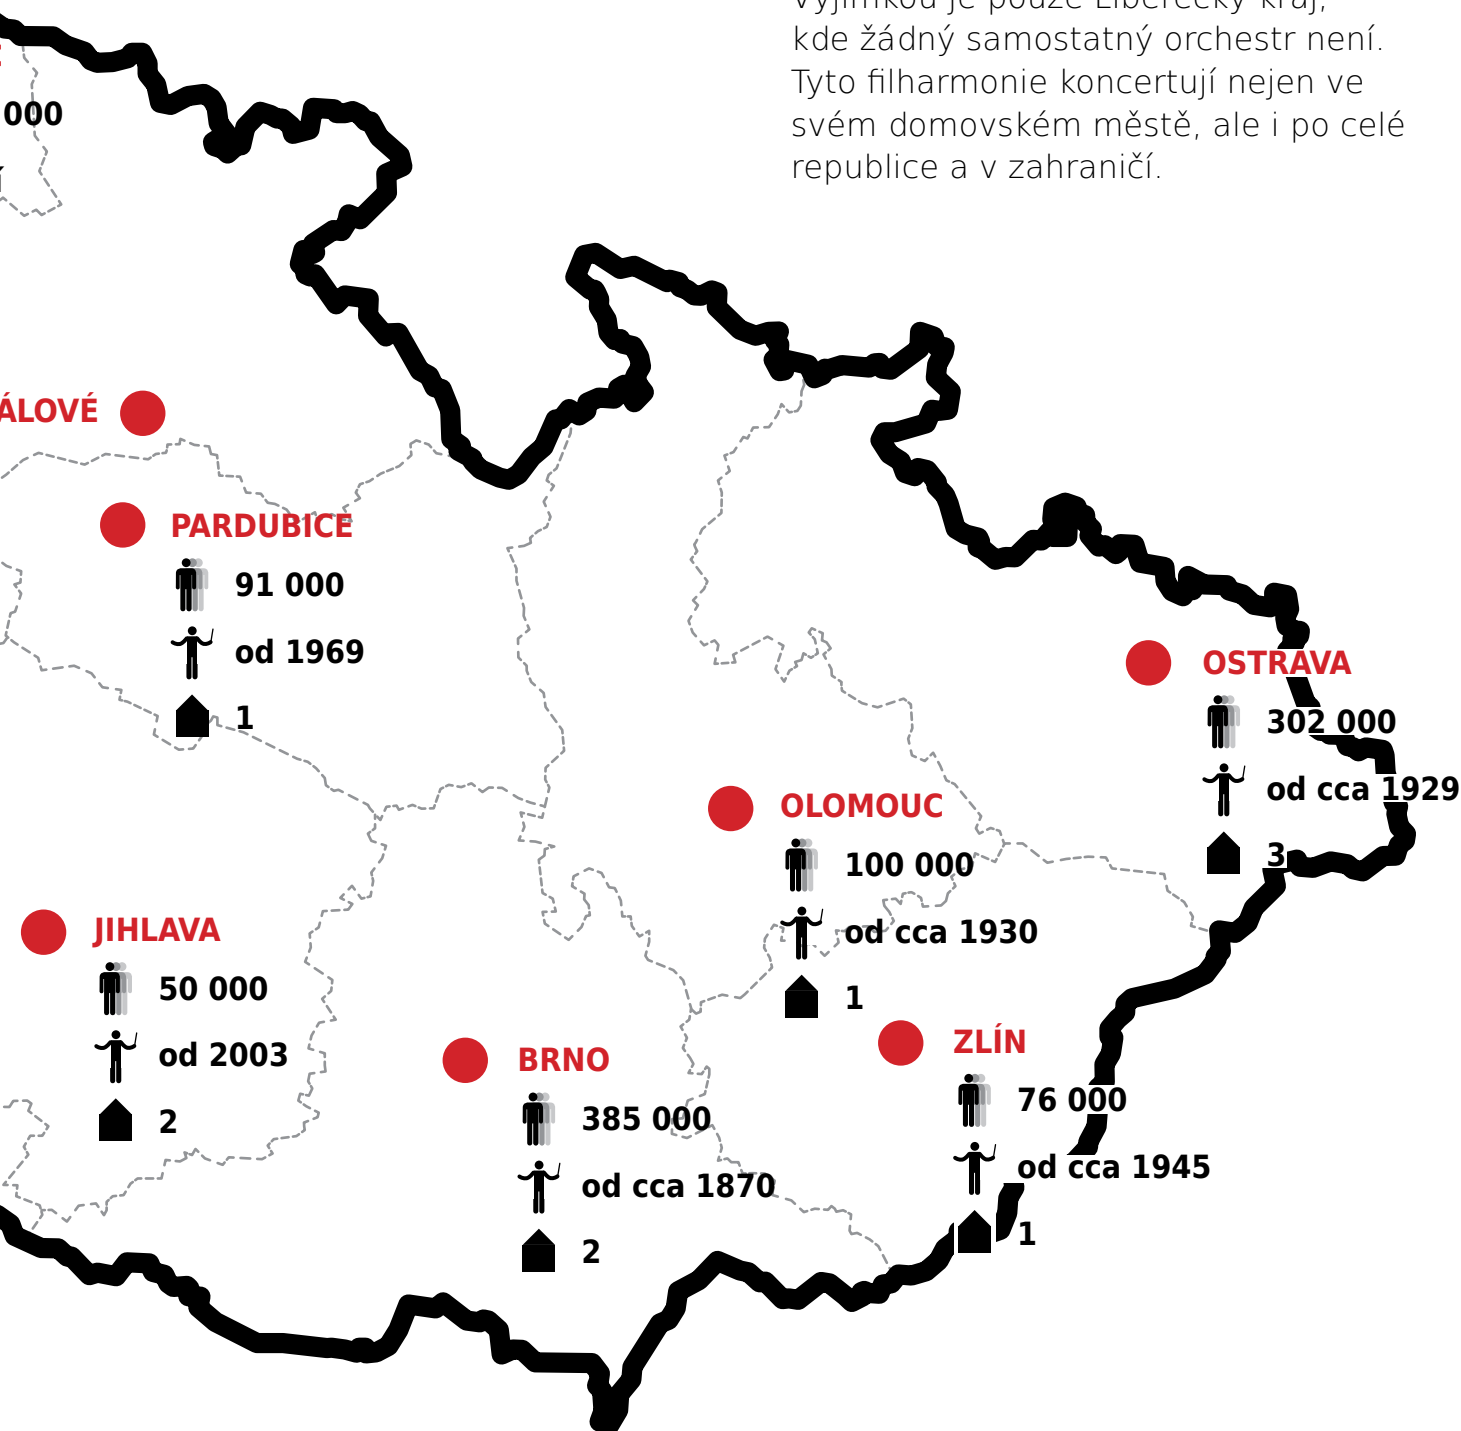 kde žádný samostatný orchestr není.
Tyto filharmonie koncertují nejen ve
svém domovském městě, ale i po celé
republice a v zahraničí.
000
ÁLOVÉ
PARDUBICE
91 000
od 1969
1
OSTRAVA
302 000
od cca 1929
3
OLOMOUC
100 000
od cca 1930
1
JIHLAVA
50 000
od 2003
2
BRNO
385 000
od cca 1870
2
ZLÍN
76 000
od cca 1945
1